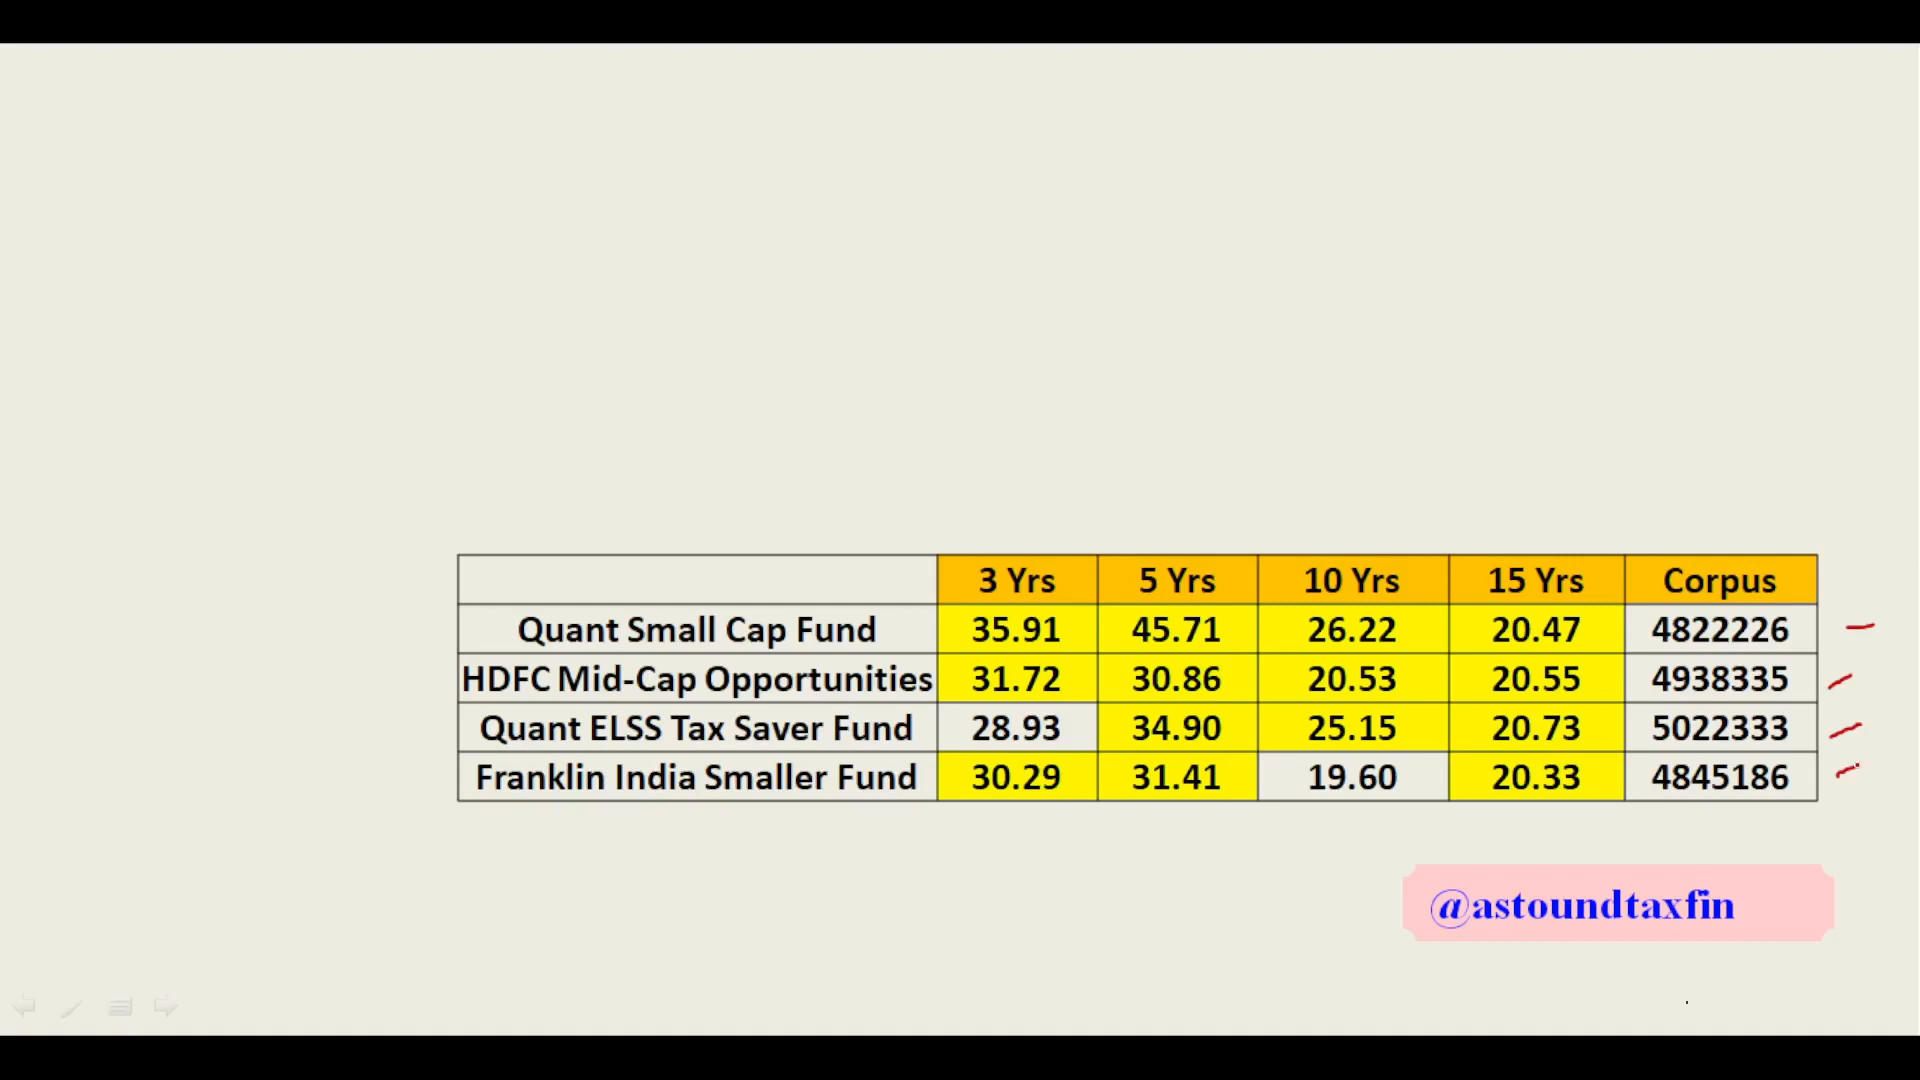 3 Yrs 5 Yrs 10 Yrs 15 Yrs Corpus
Quant Small Cap Fund 35.91 45.71 26.22 20.47 4822226
HDFC Mid-Cap Opportunities 31.72 30.86 20.53 20.55 4938335
Quant ELSS Tax Saver Fund 28.93 34.90 25.15 20.73 5022333
Franklin India Smaller Fund 30.29 31.41 19.60 20.33 4845186
@astoundtaxfin